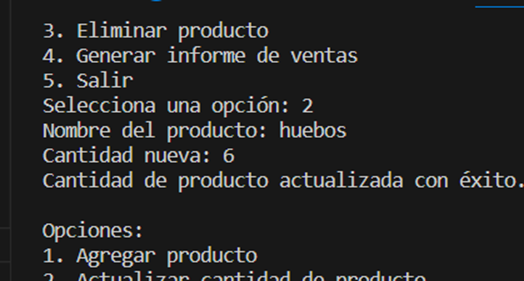 3. Eliminar producto
4. Generar informe de ventas
5. Salir
Selecciona una opción: 2
Nombre del producto: huebos
Cantidad nueva: 6
Cantidad de producto actualizada con éxito.
Opciones:
1. Agregar producto
2. Actualizar cantidad de producto